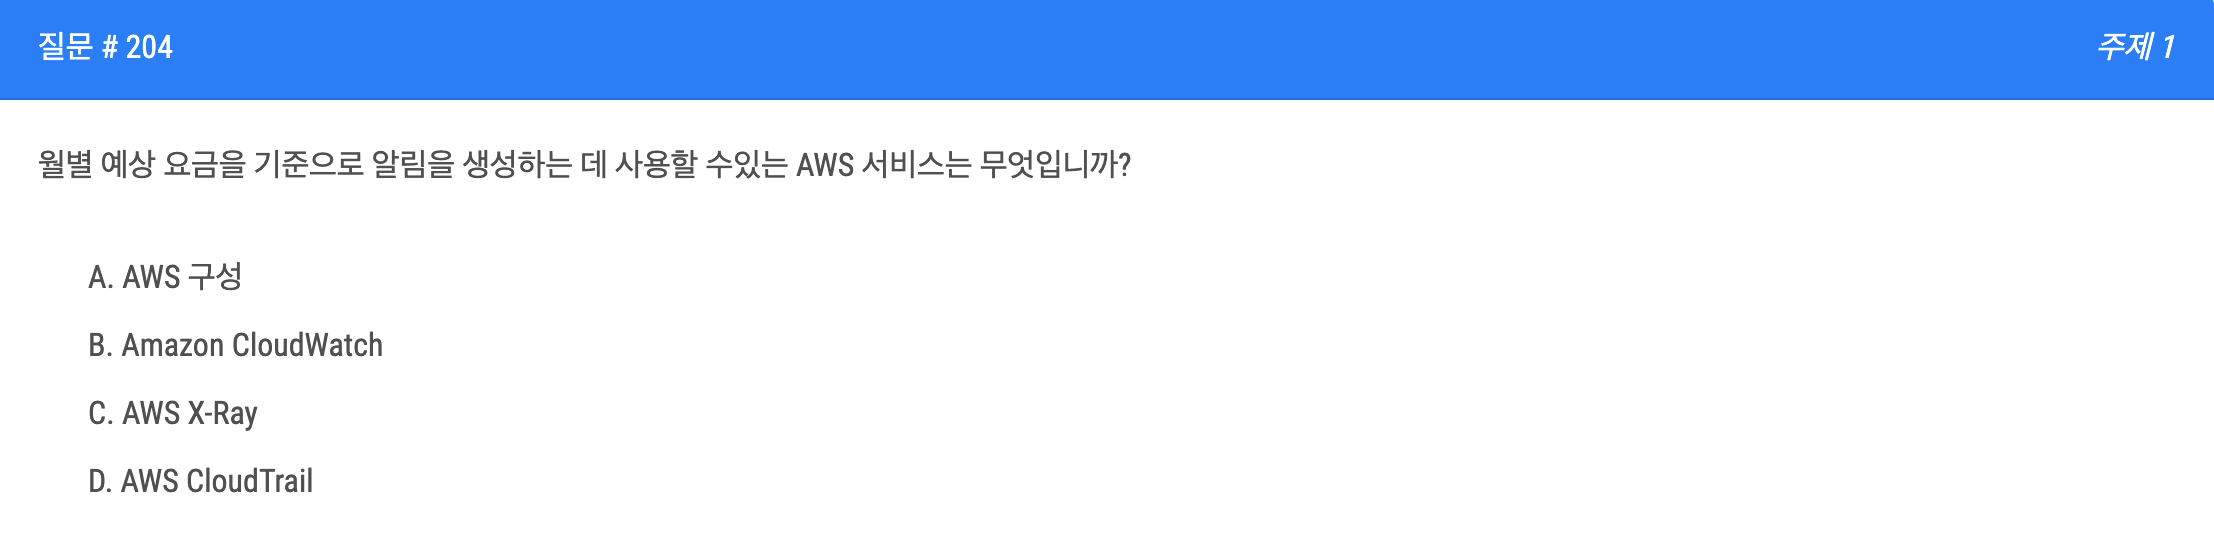 질문 # 204
주제 1
월별 예상 요금을 기준으로 알림을 생성하는 데 사용할 수있는 AWS 서비스는 무엇입니까?
A. AWS 구성
B. Amazon CloudWatch
C. AWS X-Ray
D. AWS CloudTrail